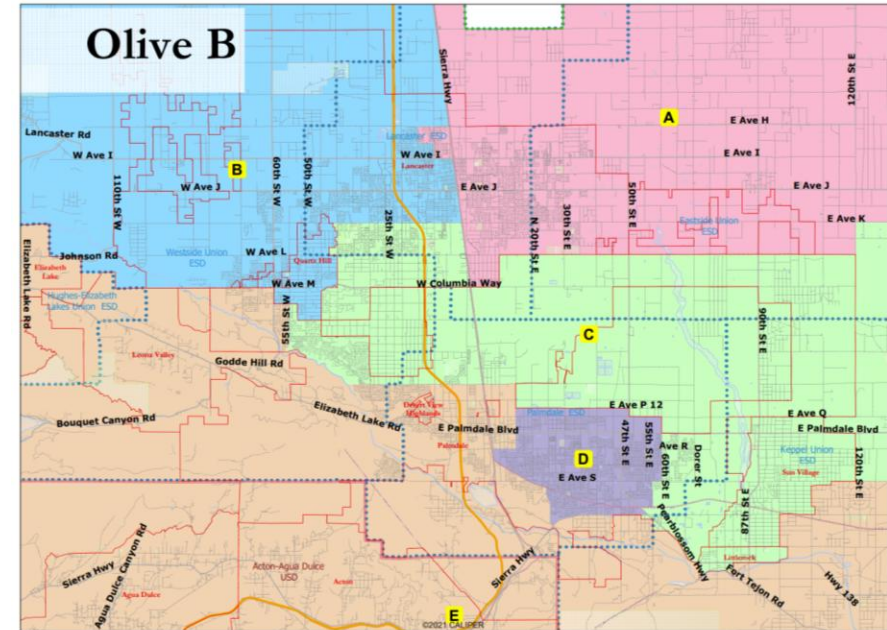 Olive B
Sierra Hwy
120th St E
A
E Ave H
Lancaster Rd
Lancaster ESD
W Ave I
W Ave I
E Ave I
Lancaster
B
60th St W
50th St W
110th St W
W Ave J
E Ave J
E Ave J
25th St W
N 20th St E
30th St E
50th St E
Eastside Union
ESD
E Ave K
Elizabeth Lake Rd
Johnson Rd
Westside Union
ESD
W Ave L
Quartz Hill
Elizabeth
Lake
Hughes-Elizabeth
Lakes Union ESD
W Ave M
W Columbia Way
55th St W
90th St E
C
Leona Valley
Godde Hill Rd
Bouquet Canyon Rd
Elizabeth Lake Rd
Desert View
Highlands
E Ave P 12
Palmdale ESD
E Ave Q
E Palmdale Blvd
E Palmdale Blvd
Palmdale
47th St E
55th St E
Ave R
60th St E
Dorer St
Keppel Union
ESD
Sun Village
120th St E
D
E Ave S
87th St E
Pearblossom Hwy
Littlerock
Fort Tejon Rd
Hwy 138
Sierra Hwy
Agua Dulce Canyon Rd
Sierra Hwy
Acton-Agua Dulce
USD
Acton
Agua Dulce
E
©2021 CALIPER